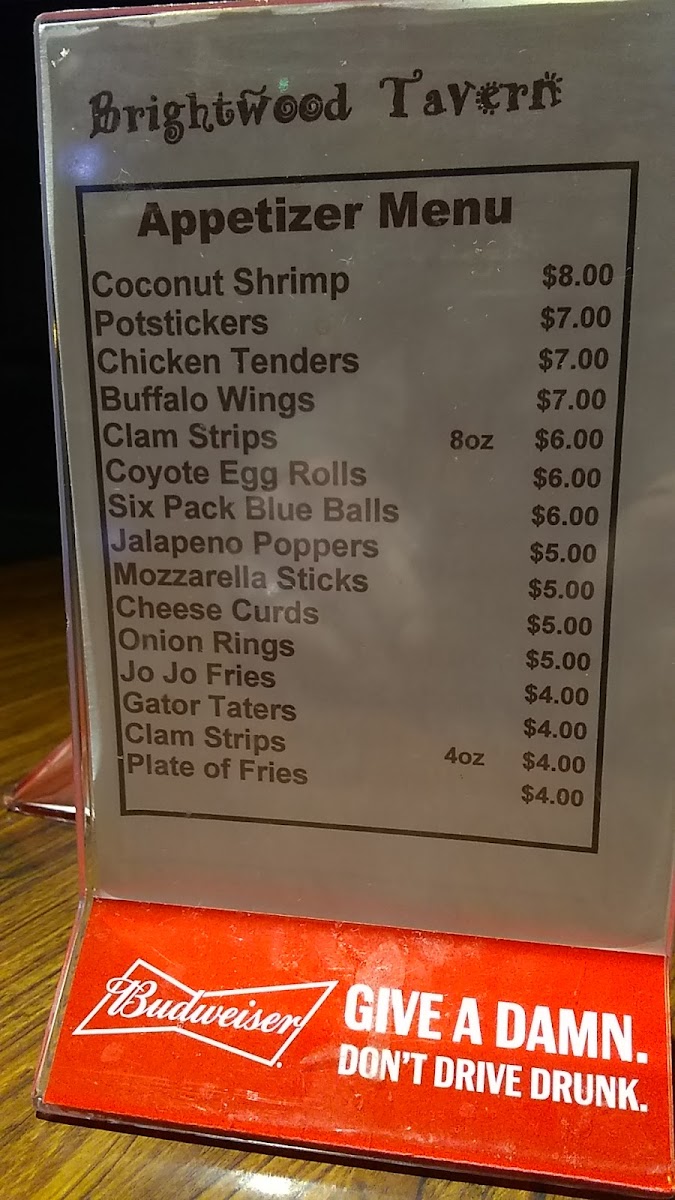 Brightwood Tavern
Appetizer Menu
Coconut Shrimp $8.00
Potstickers $7.00
Chicken Tenders $7.00
Buffalo Wings $7.00
Clam Strips 8oz $6.00
Coyote Egg Rolls $6.00
Six Pack Blue Balls $6.00
Jalapeno Poppers $5.00
Mozzarella Sticks $5.00
Cheese Curds $5.00
Onion Rings $5.00
Jo Jo Fries $4.00
Gator Taters $4.00
Clam Strips 4oz $4.00
Plate of Fries $4.00
Budweiser GIVE A DAMN.
DON'T DRIVE DRUNK.